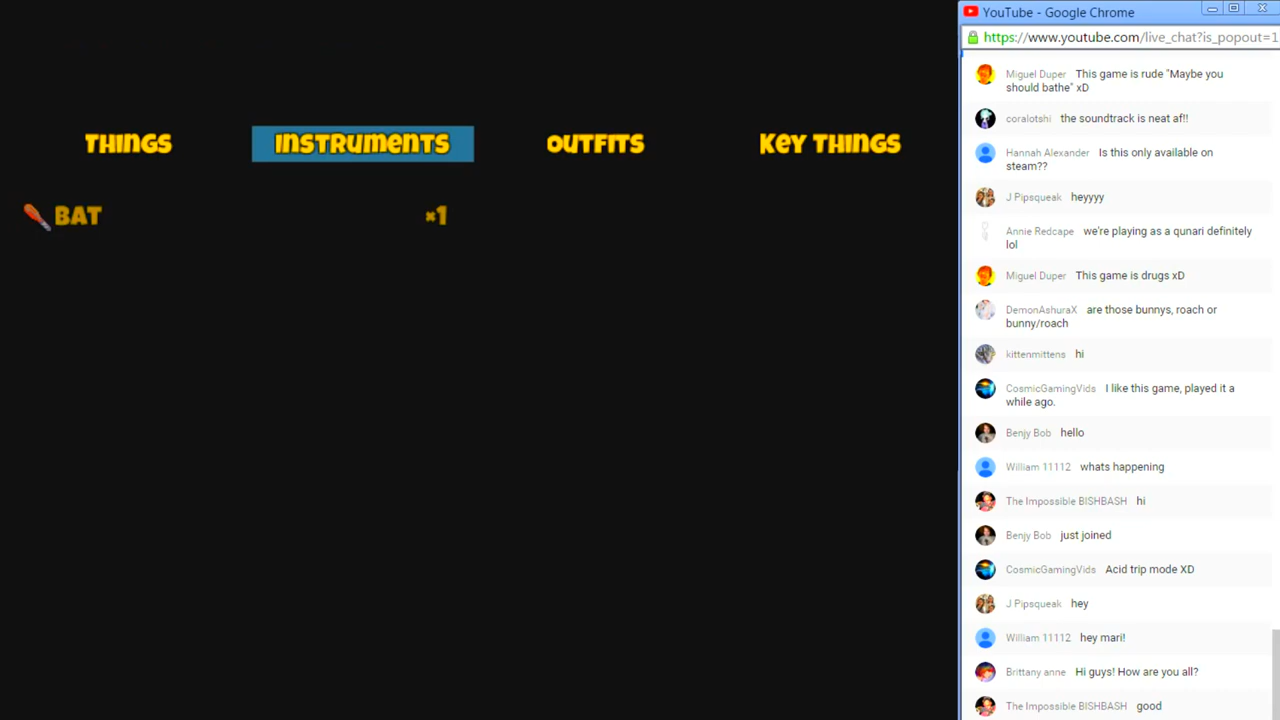 YouTube - Google Chrome
https://www.youtube.com/live_chat?is_popout=1
THINGS
INSTRUMENTS
OUTFITS
KEY THINGS
BAT ×1
Miguel Duper This game is rude "Maybe you
should bathe" xD
coralotshi the soundtrack is neat af!!
Hannah Alexander Is this only available on
steam??
J Pipsqueak heyyyy
Annie Redcape we're playing as a qunari definitely
lol
Miguel Duper This game is drugs xD
DemonAshuraX are those bunnys, roach or
bunny/roach
kittenmittens hi
CosmicGamingVids I like this game, played it a
while ago.
Benjy Bob hello
William 11112 whats happening
The Impossible BISHBASH hi
Benjy Bob just joined
CosmicGamingVids Acid trip mode XD
J Pipsqueak hey
William 11112 hey mari!
Brittany anne Hi guys! How are you all?
The Impossible BISHBASH good